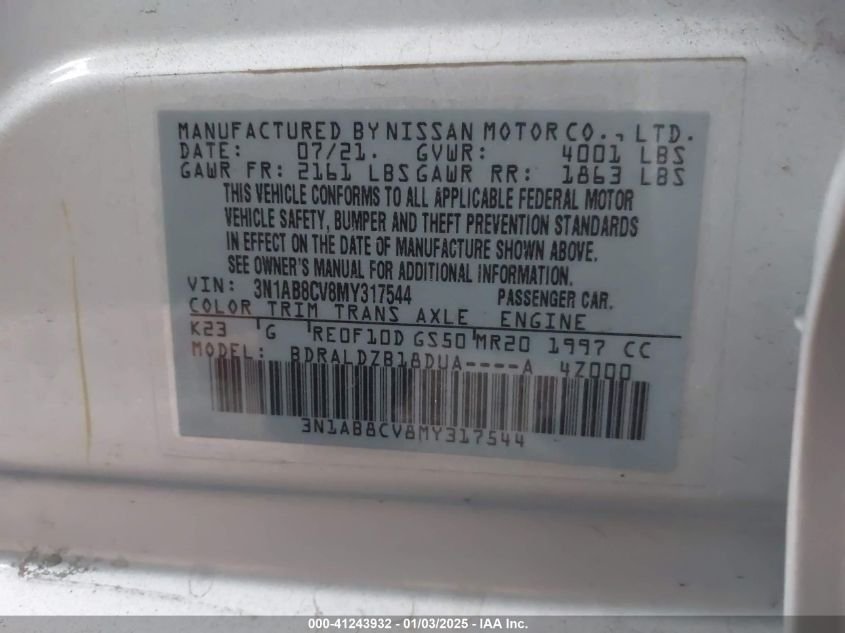 MANUFACTURED BY NISSAN MOTOR CO., LTD.
DATE: 07/21. GVWR: 4001 LBS
GAWR FR: 2161 LBS GAWR RR: 1863 LBS
THIS VEHICLE CONFORMS TO ALL APPLICABLE FEDERAL MOTOR
VEHICLE SAFETY, BUMPER AND THEFT PREVENTION STANDARDS
IN EFFECT ON THE DATE OF MANUFACTURE SHOWN ABOVE.
SEE OWNER'S MANUAL FOR ADDITIONAL INFORMATION.
VIN: 3N1AB8CV8MY317544 PASSENGER CAR.
COLOR TRIM TRANS AXLE ENGINE
K23 G RE0F10D GS50 MR20 1997 CC
MODEL: BDRALDZB18DUA----A 4Z000
3N1AB8CV8MY317544
000-41243932 - 01/03/2025 - IAA Inc.